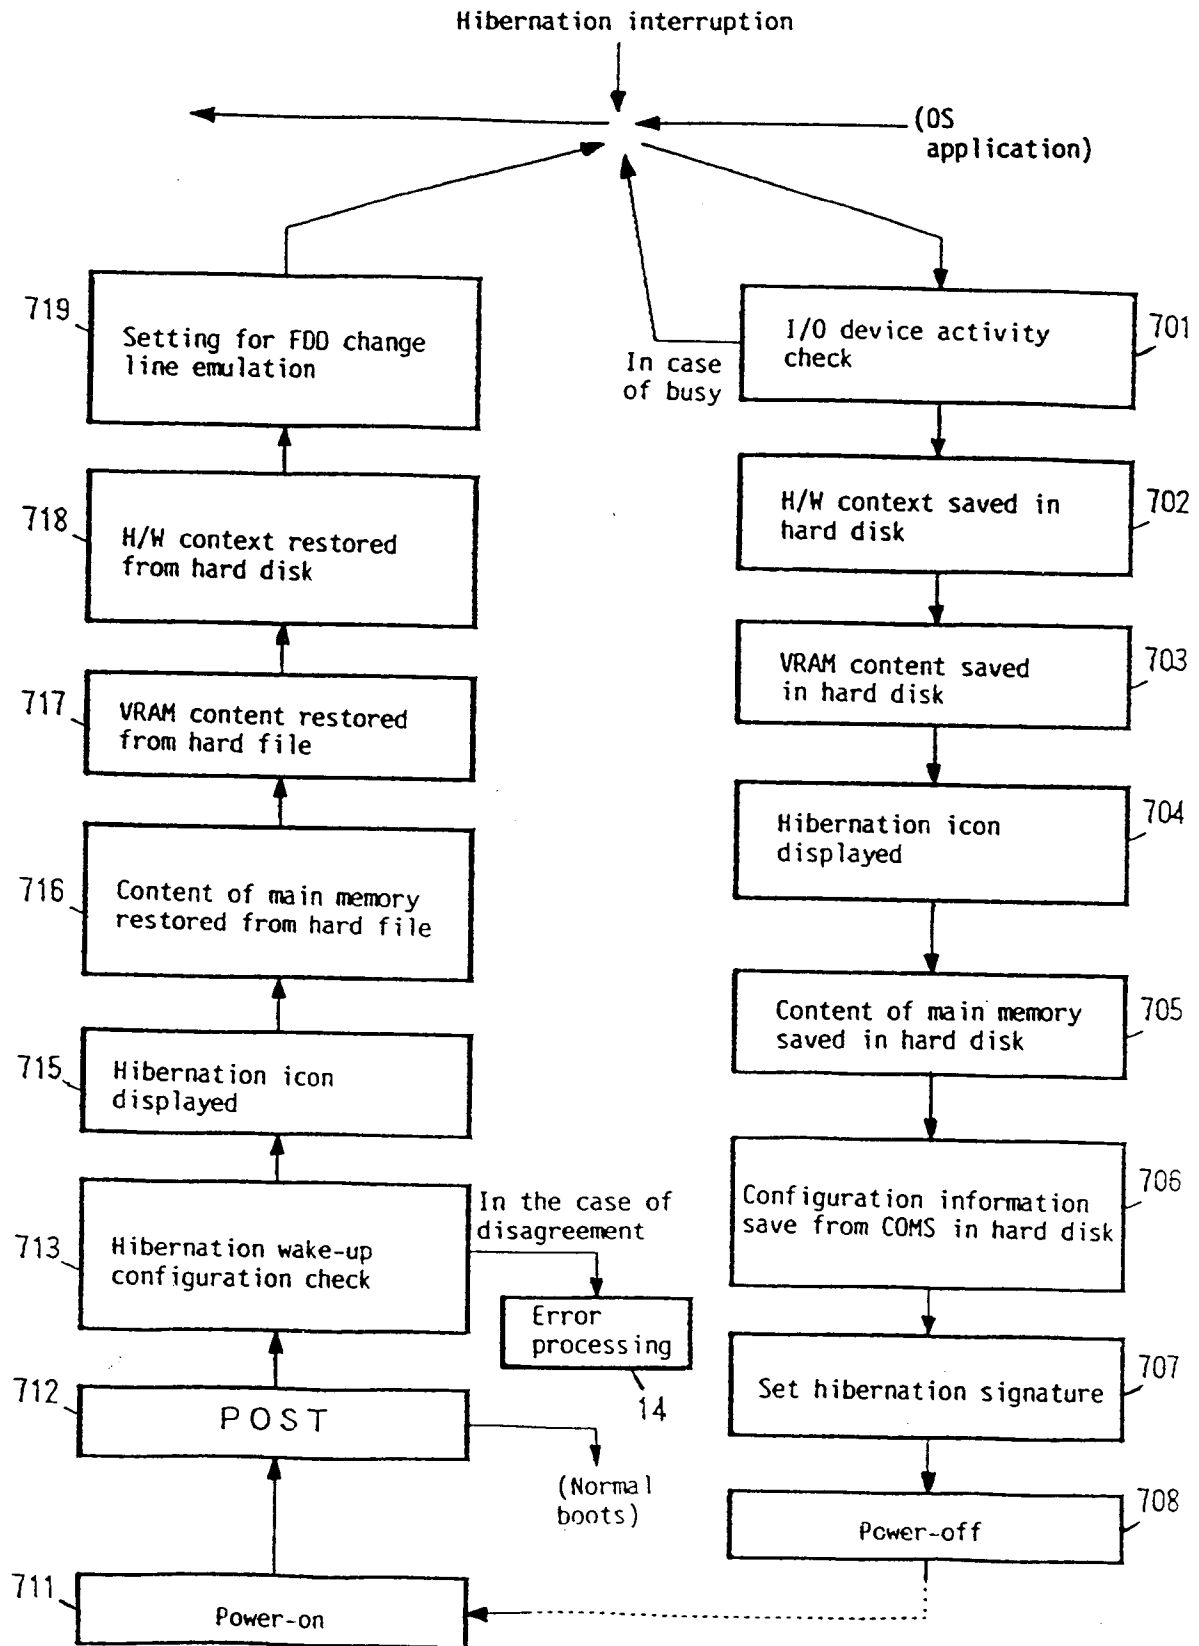 Hibernation interruption
(OS
application)
719
Setting for FDD change
line emulation
In case
of busy
I/O device activity
check
701
718
H/W context restored
from hard disk
H/W context saved in
hard disk
702
717
VRAM content restored
from hard file
VRAM content saved
in hard disk
703
716
Content of main memory
restored from hard file
Hibernation icon
displayed
704
715
Hibernation icon
displayed
Content of main memory
saved in hard disk
705
713
Hibernation wake-up
configuration check
In the case of
disagreement
Error
processing
14
Configuration information
save from COMS in hard disk
706
712
POST
(Normal
boots)
Set hibernation signature
707
Power-off
708
711
Power-on